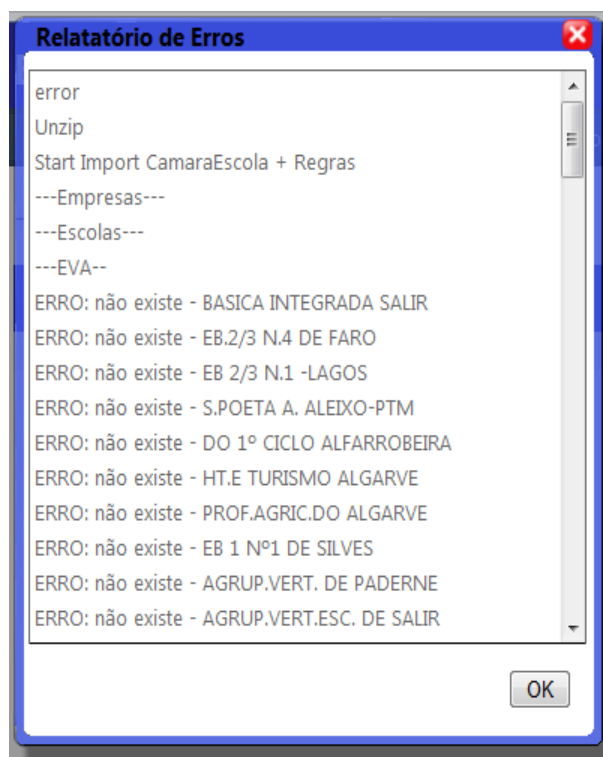 Relatatório de Erros
error
Unzip
Start Import CamaraEscola + Regras
---Empresas---
---Escolas---
---EVA--
ERRO: não existe - BASICA INTEGRADA SALIR
ERRO: não existe - EB.2/3 N.4 DE FARO
ERRO: não existe - EB 2/3 N.1 -LAGOS
ERRO: não existe - S.POETA A. ALEIXO-PTM
ERRO: não existe - DO 1º CICLO ALFARROBEIRA
ERRO: não existe - HT.E TURISMO ALGARVE
ERRO: não existe - PROF.AGRIC.DO ALGARVE
ERRO: não existe - EB 1 Nº1 DE SILVES
ERRO: não existe - AGRUP.VERT. DE PADERNE
ERRO: não existe - AGRUP.VERT.ESC. DE SALIR
OK